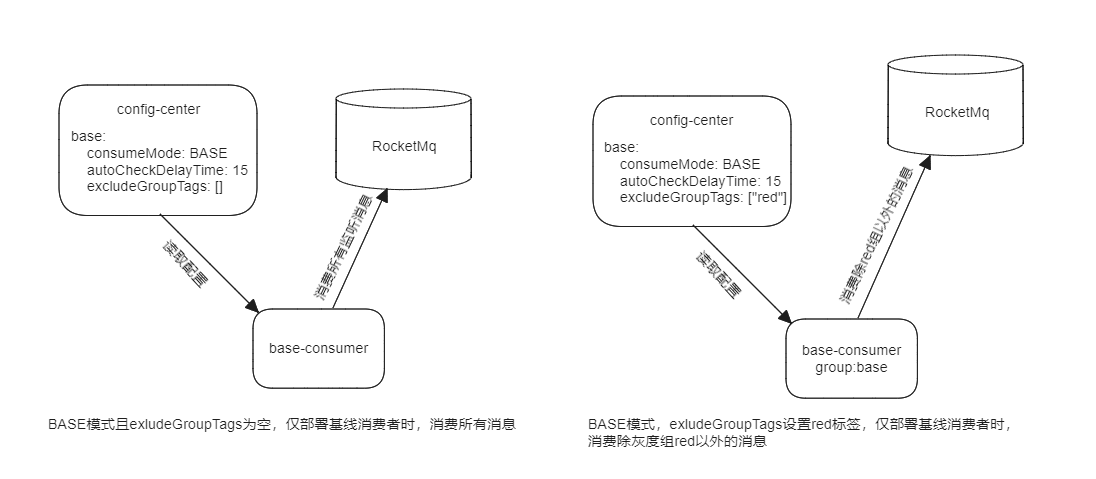 config-center
base:
consumeMode: BASE
autoCheckDelayTime: 15
excludeGroupTags: []
RocketMq
读取配置
消费所有监听消息
base-consumer
BASE模式且exludeGroupTags为空，仅部署基线消费者时，消费所有消息
config-center
base:
consumeMode: BASE
autoCheckDelayTime: 15
excludeGroupTags: ["red"]
RocketMq
读取配置
消费除red组以外的消息
base-consumer
group:base
BASE模式，exludeGroupTags设置red标签，仅部署基线消费者时，
消费除灰度组red以外的消息